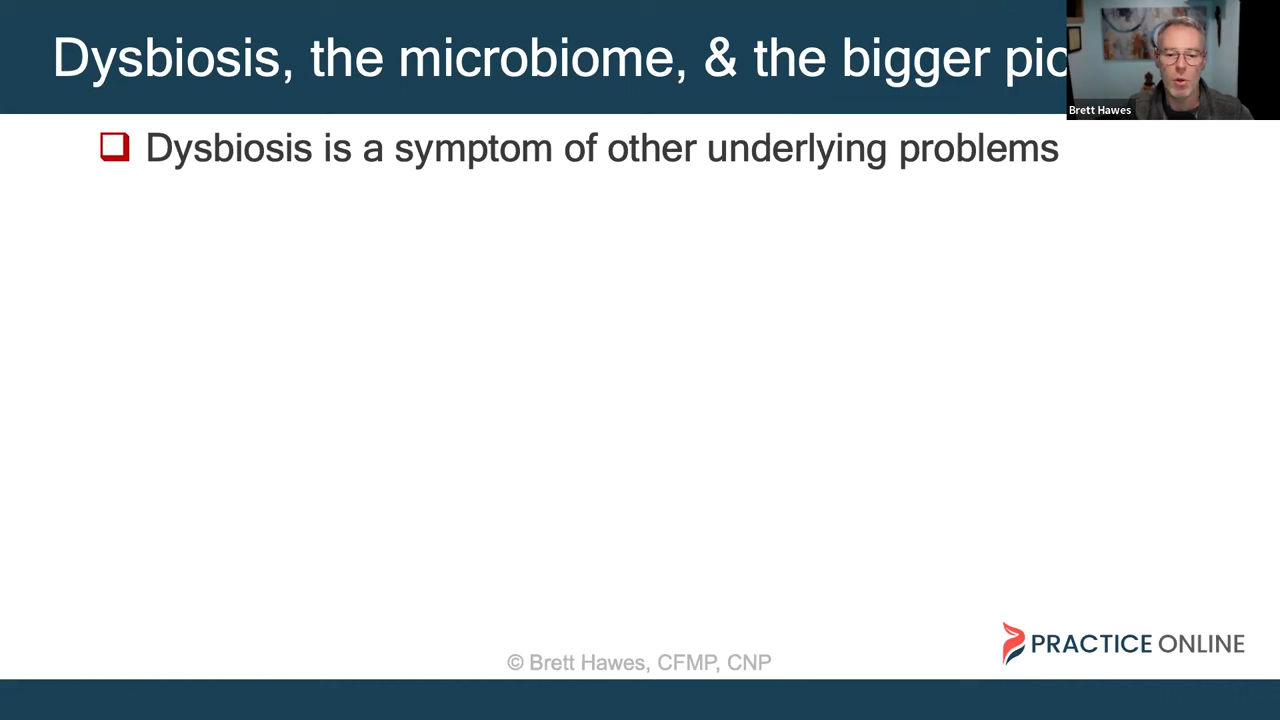 Dysbiosis, the microbiome, & the bigger pic
Brett Hawes
Dysbiosis is a symptom of other underlying problems
PRACTICE ONLINE
© Brett Hawes, CFMP, CNP